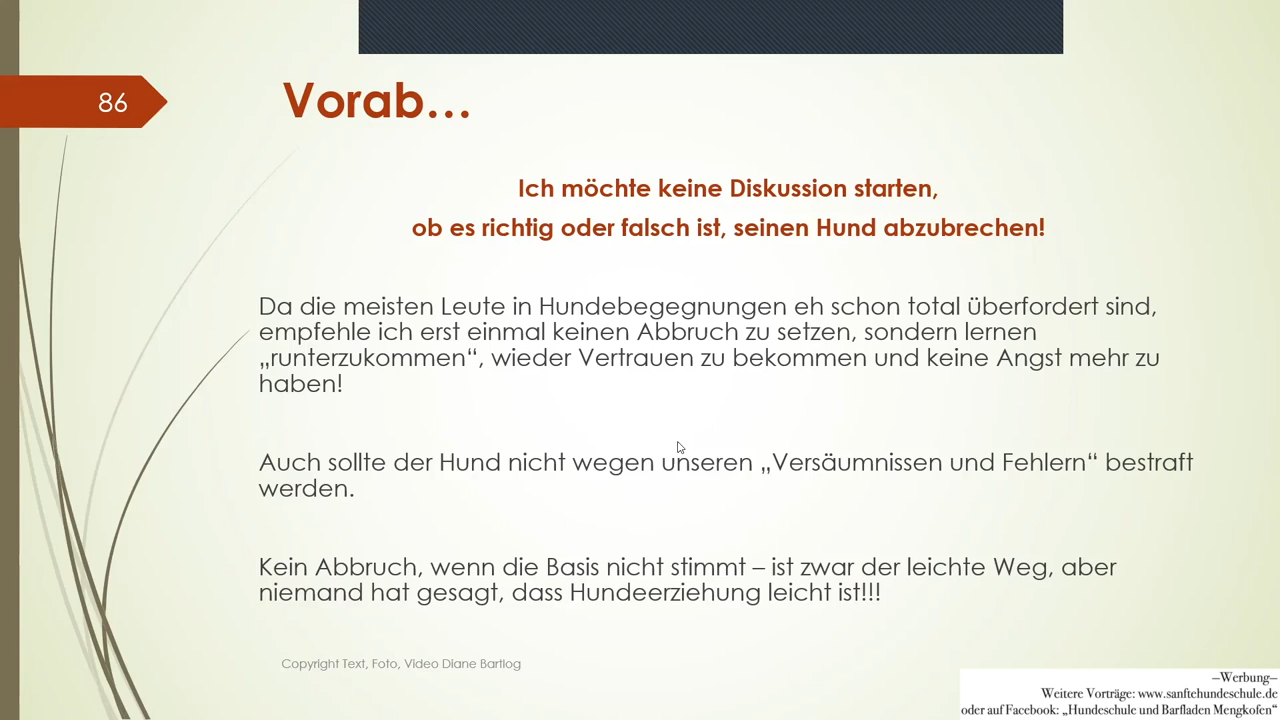 86
Vorab…
Ich möchte keine Diskussion starten,
ob es richtig oder falsch ist, seinen Hund abzubrechen!
Da die meisten Leute in Hundebegegnungen eh schon total überfordert sind,
empfehle ich erst einmal keinen Abbruch zu setzen, sondern lernen
„runterzukommen“, wieder Vertrauen zu bekommen und keine Angst mehr zu
haben!
Auch sollte der Hund nicht wegen unseren „Versäumnissen und Fehlern“ bestraft
werden.
Kein Abbruch, wenn die Basis nicht stimmt – ist zwar der leichte Weg, aber
niemand hat gesagt, dass Hundeerziehung leicht ist!!!
Copyright Text, Foto, Video Diane Bartlog
—Werbung—
Weitere Vorträge: www.sanftehundeschule.de
oder auf Facebook: „Hundeschule und Barfladen Mengkofen“